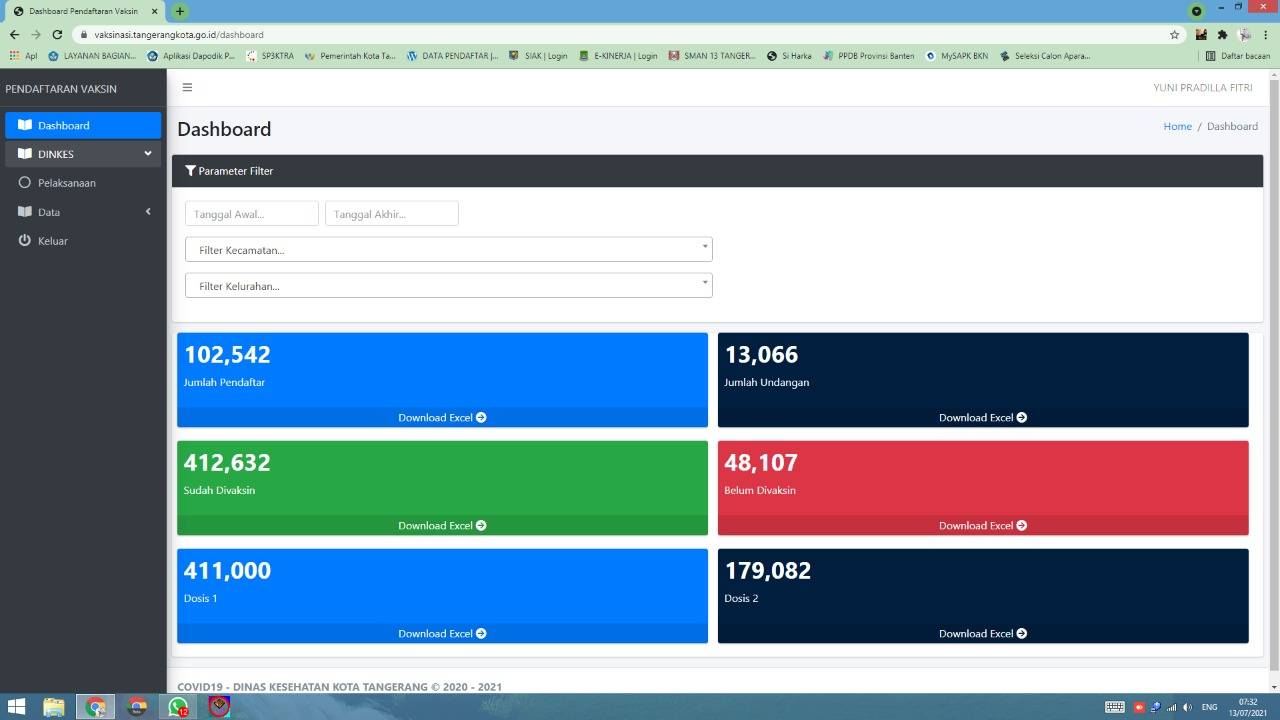 Dashboard Pendaftaran Vaksin
vaksinasi.tangerangkota.go.id/dashboard
Apl
LAYANAN BAGIAN...
Aplikasi Dapodik P...
SP3KTRA
Pemerintah Kota Ta...
DATA PENDAFTAR |...
SIAK | Login
E-KINERJA | Login
SMAN 13 TANGER...
Si Harka
PPDB Provinsi Banten
MySAPK BKN
Seleksi Calon Apara...
Daftar bacaan
PENDAFTARAN VAKSIN
YUNI PRADILLA FITRI
Dashboard
DINKES
Pelaksanaan
Data
Keluar
Dashboard
Home / Dashboard
Parameter Filter
Tanggal Awal...
Tanggal Akhir...
Filter Kecamatan...
Filter Kelurahan...
102,542
Jumlah Pendaftar
Download Excel
13,066
Jumlah Undangan
Download Excel
412,632
Sudah Divaksin
Download Excel
48,107
Belum Divaksin
Download Excel
411,000
Dosis 1
Download Excel
179,082
Dosis 2
Download Excel
COVID19 - DINAS KESEHATAN KOTA TANGERANG © 2020 - 2021
ENG
07:32
13/07/2021